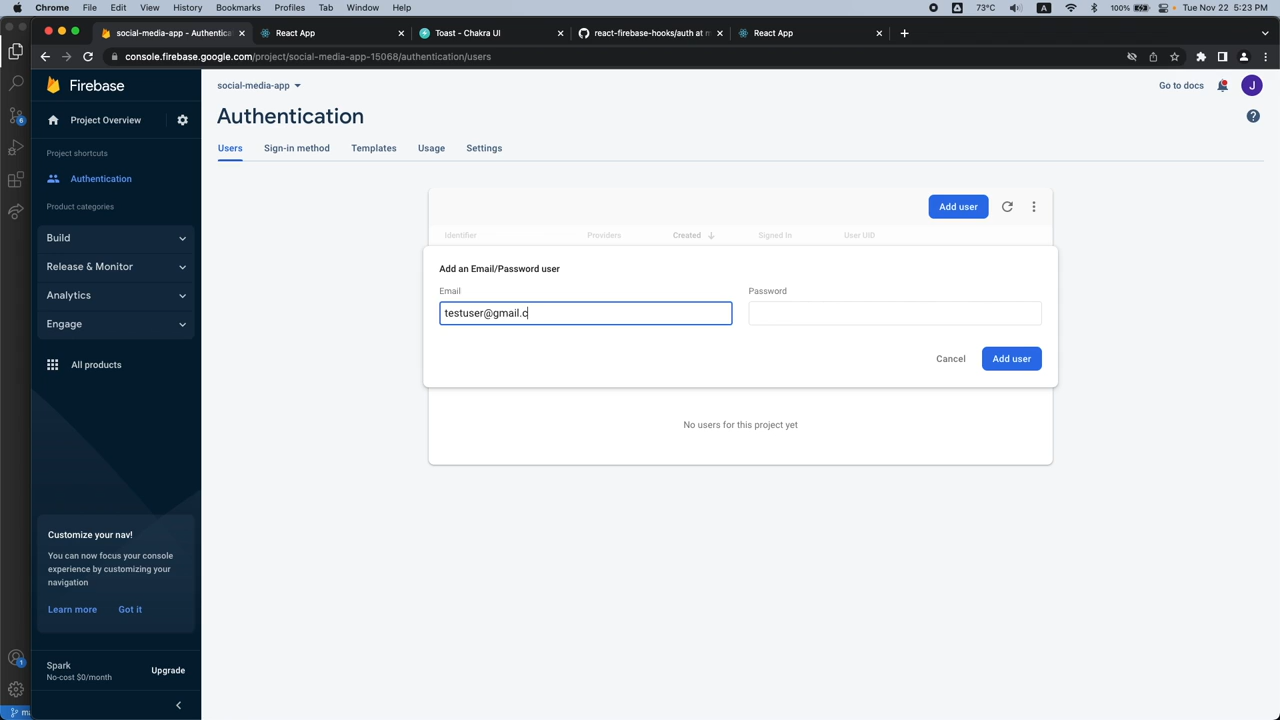 Chrome File Edit View History Bookmarks Profiles Tab Window Help A 73°C A 100% Tue Nov 22 5:23 PM
social-media-app - Authentica React App Toast - Chakra UI react-firebase-hooks/auth at m React App
console.firebase.google.com/project/social-media-app-15068/authentication/users
Firebase
social-media-app
Go to docs
J
Project Overview
Authentication
Users Sign-in method Templates Usage Settings
Project shortcuts
Authentication
Product categories
Build
Release & Monitor
Analytics
Engage
All products
Add user
Identifier Providers Created Signed In User UID
Add an Email/Password user
Email Password
testuser@gmail.c
Cancel Add user
No users for this project yet
Customize your nav!
You can now focus your console
experience by customizing your
navigation
Learn more Got it
Spark
No-cost $0/month
Upgrade
6
1